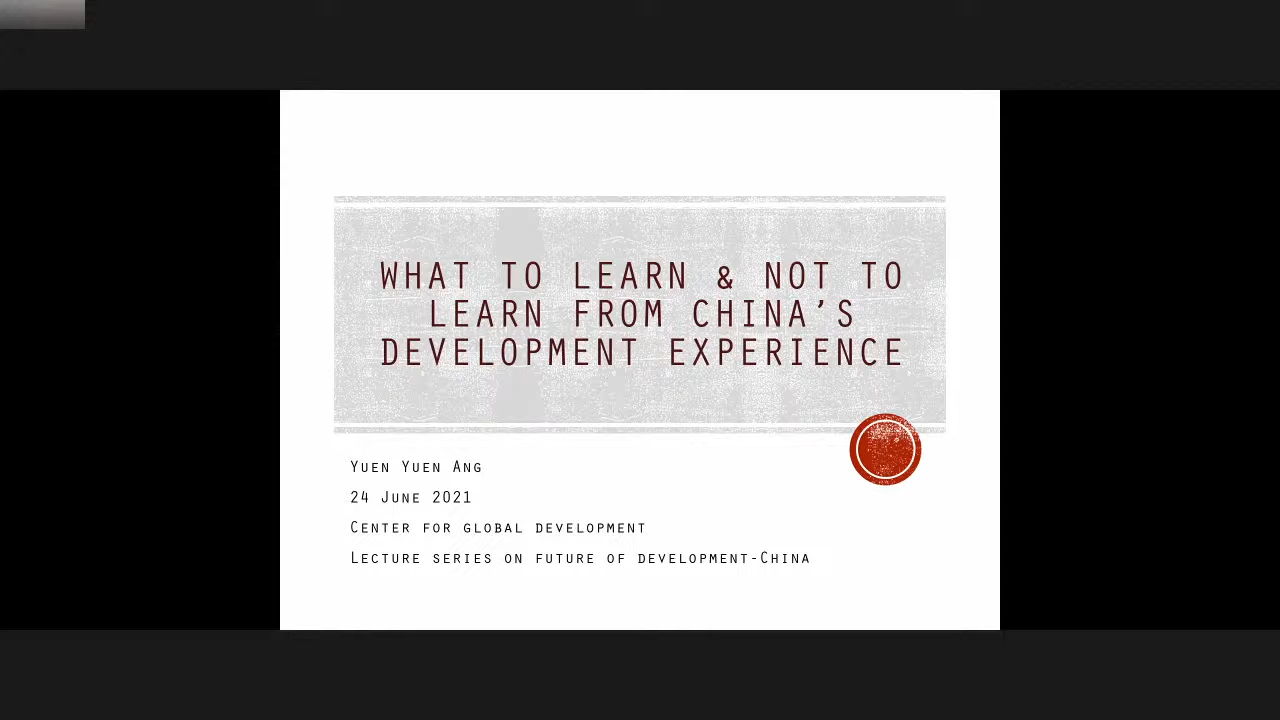 WHAT TO LEARN & NOT TO
LEARN FROM CHINA'S
DEVELOPMENT EXPERIENCE
Yuen Yuen Ang
24 June 2021
Center for global development
Lecture series on future of development-China